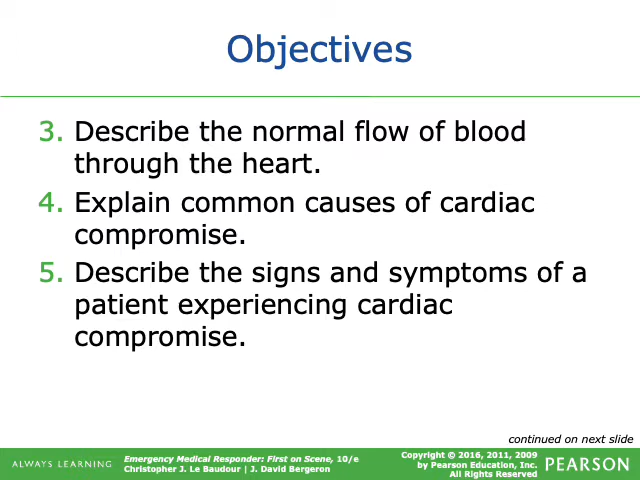 Objectives
3. Describe the normal flow of blood
through the heart.
4. Explain common causes of cardiac
compromise.
5. Describe the signs and symptoms of a
patient experiencing cardiac
compromise.
continued on next slide
ALWAYS LEARNING
Emergency Medical Responder: First on Scene, 10/e
Christopher J. Le Baudour | J. David Bergeron
Copyright © 2016, 2011, 2009
by Pearson Education, Inc.
All Rights Reserved
PEARSON